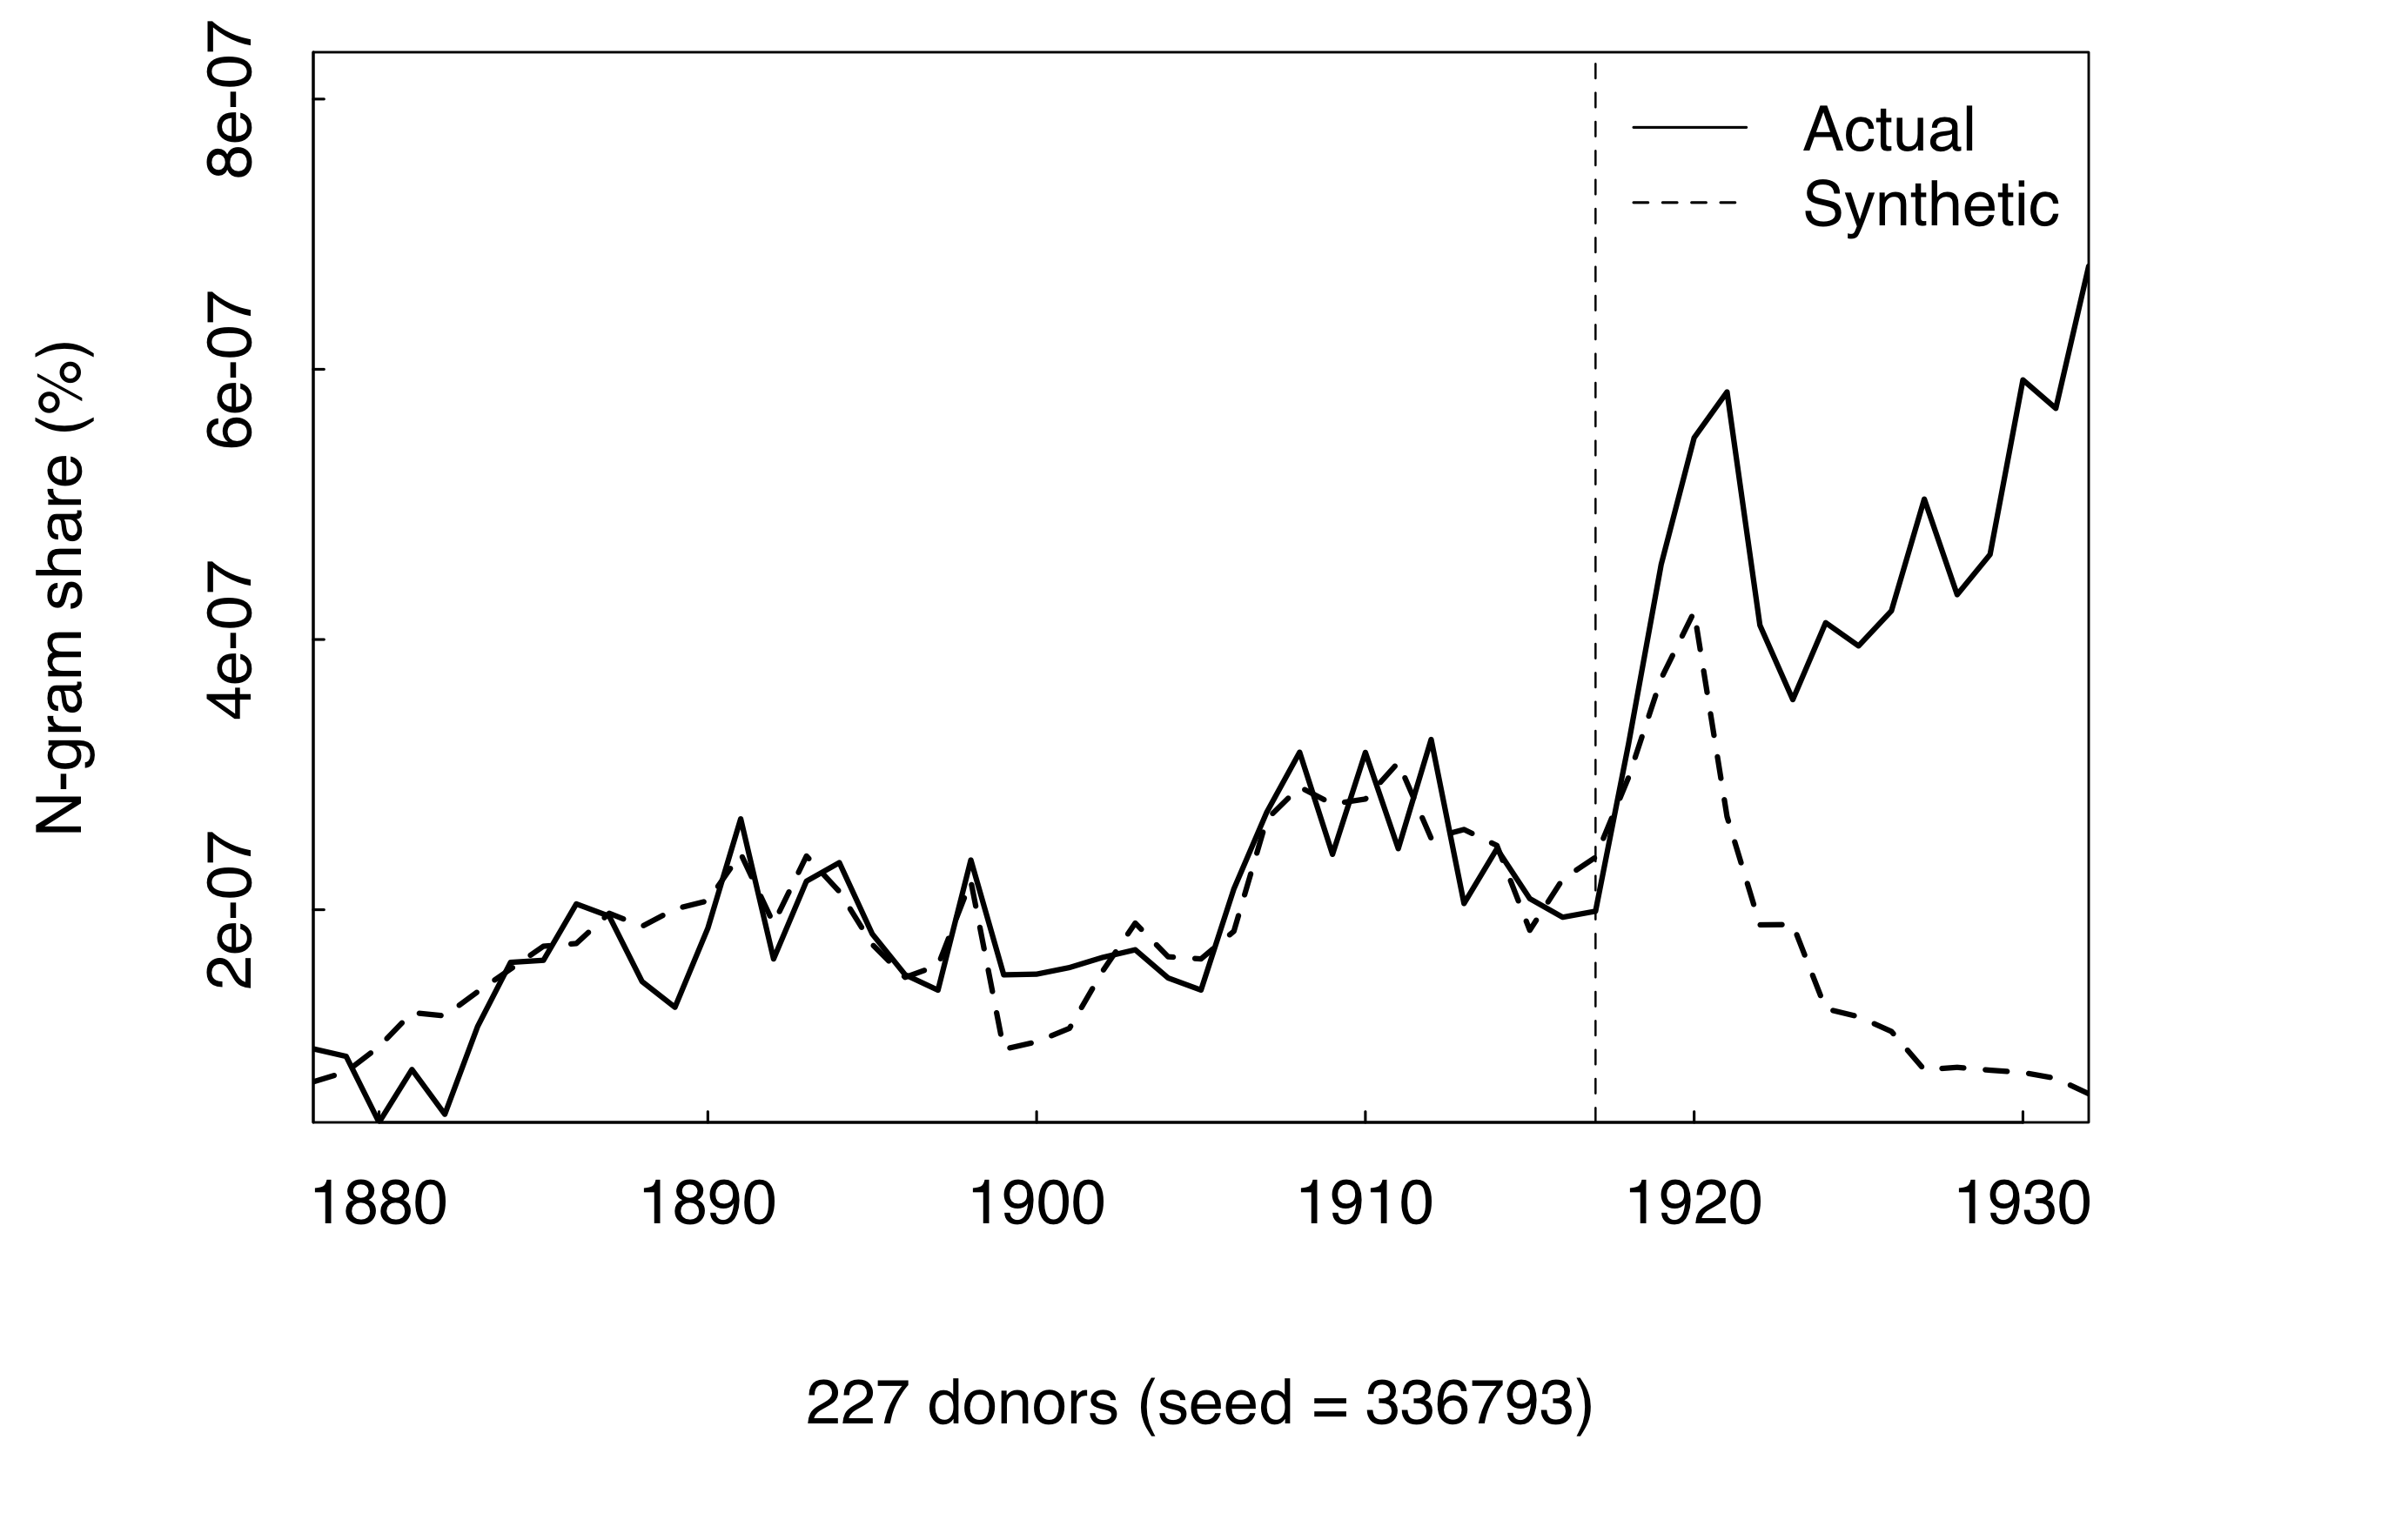 N-gram share (%)
8e-07
6e-07
4e-07
2e-07
Actual
Synthetic
1880 1890 1900 1910 1920 1930
227 donors (seed = 336793)